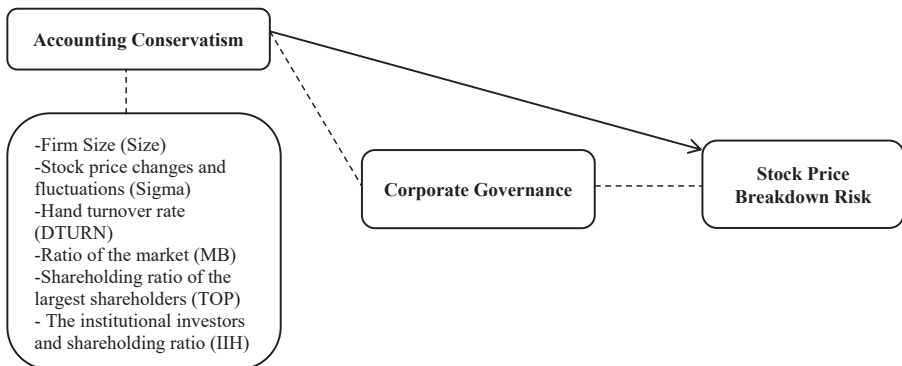 Accounting Conservatism
-Firm Size (Size)
-Stock price changes and
fluctuations (Sigma)
-Hand turnover rate
(DTURN)
-Ratio of the market (MB)
-Shareholding ratio of the
largest shareholders (TOP)
- The institutional investors
and shareholding ratio (IIH)
Corporate Governance
Stock Price
Breakdown Risk